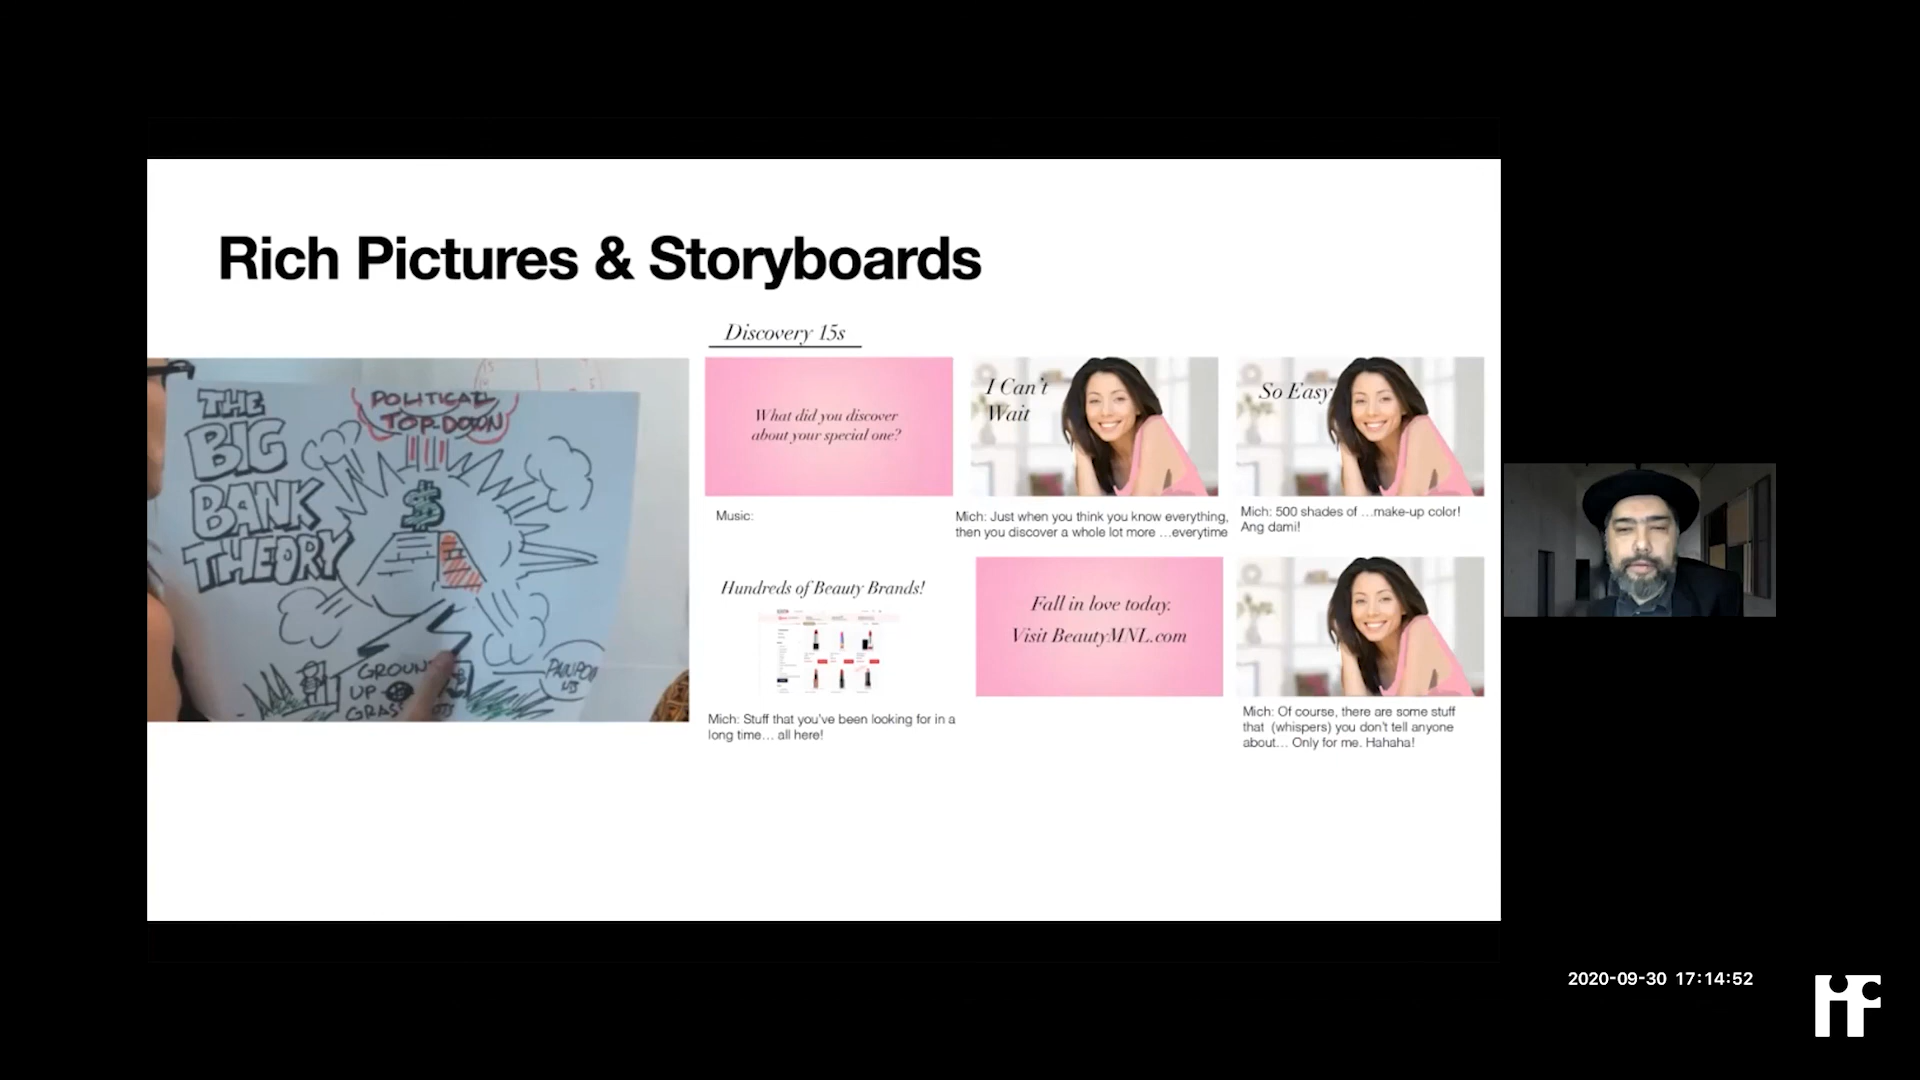 Rich Pictures & Storyboards
THE
BIG
BANK
THEORY
POLITICAL
TOP-DOWN
$
GROUND
UP
GRAS
Discovery 15s
What did you discover
about your special one?
Music:
I Can't
Wait
Mich: Just when you think you know everything,
then you discover a whole lot more ...everytime
So Easy
Mich: 500 shades of ...make-up color!
Ang dami!
Hundreds of Beauty Brands!
Mich: Stuff that you've been looking for in a
long time... all here!
Fall in love today.
Visit BeautyMNL.com
Mich: Of course, there are some stuff
that (whispers) you don't tell anyone
about... Only for me. Hahaha!
2020-09-30 17:14:52